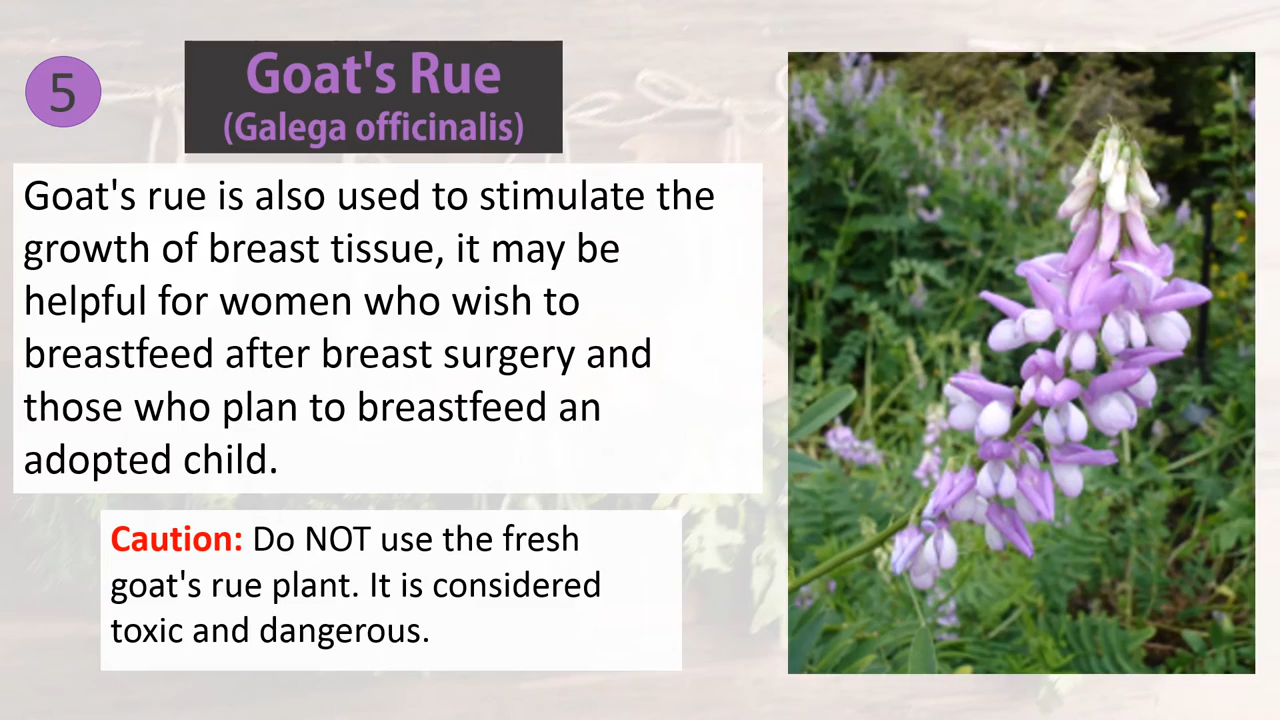 5
Goat's Rue
(Galega officinalis)
Goat's rue is also used to stimulate the
growth of breast tissue, it may be
helpful for women who wish to
breastfeed after breast surgery and
those who plan to breastfeed an
adopted child.
Caution: Do NOT use the fresh
goat's rue plant. It is considered
toxic and dangerous.